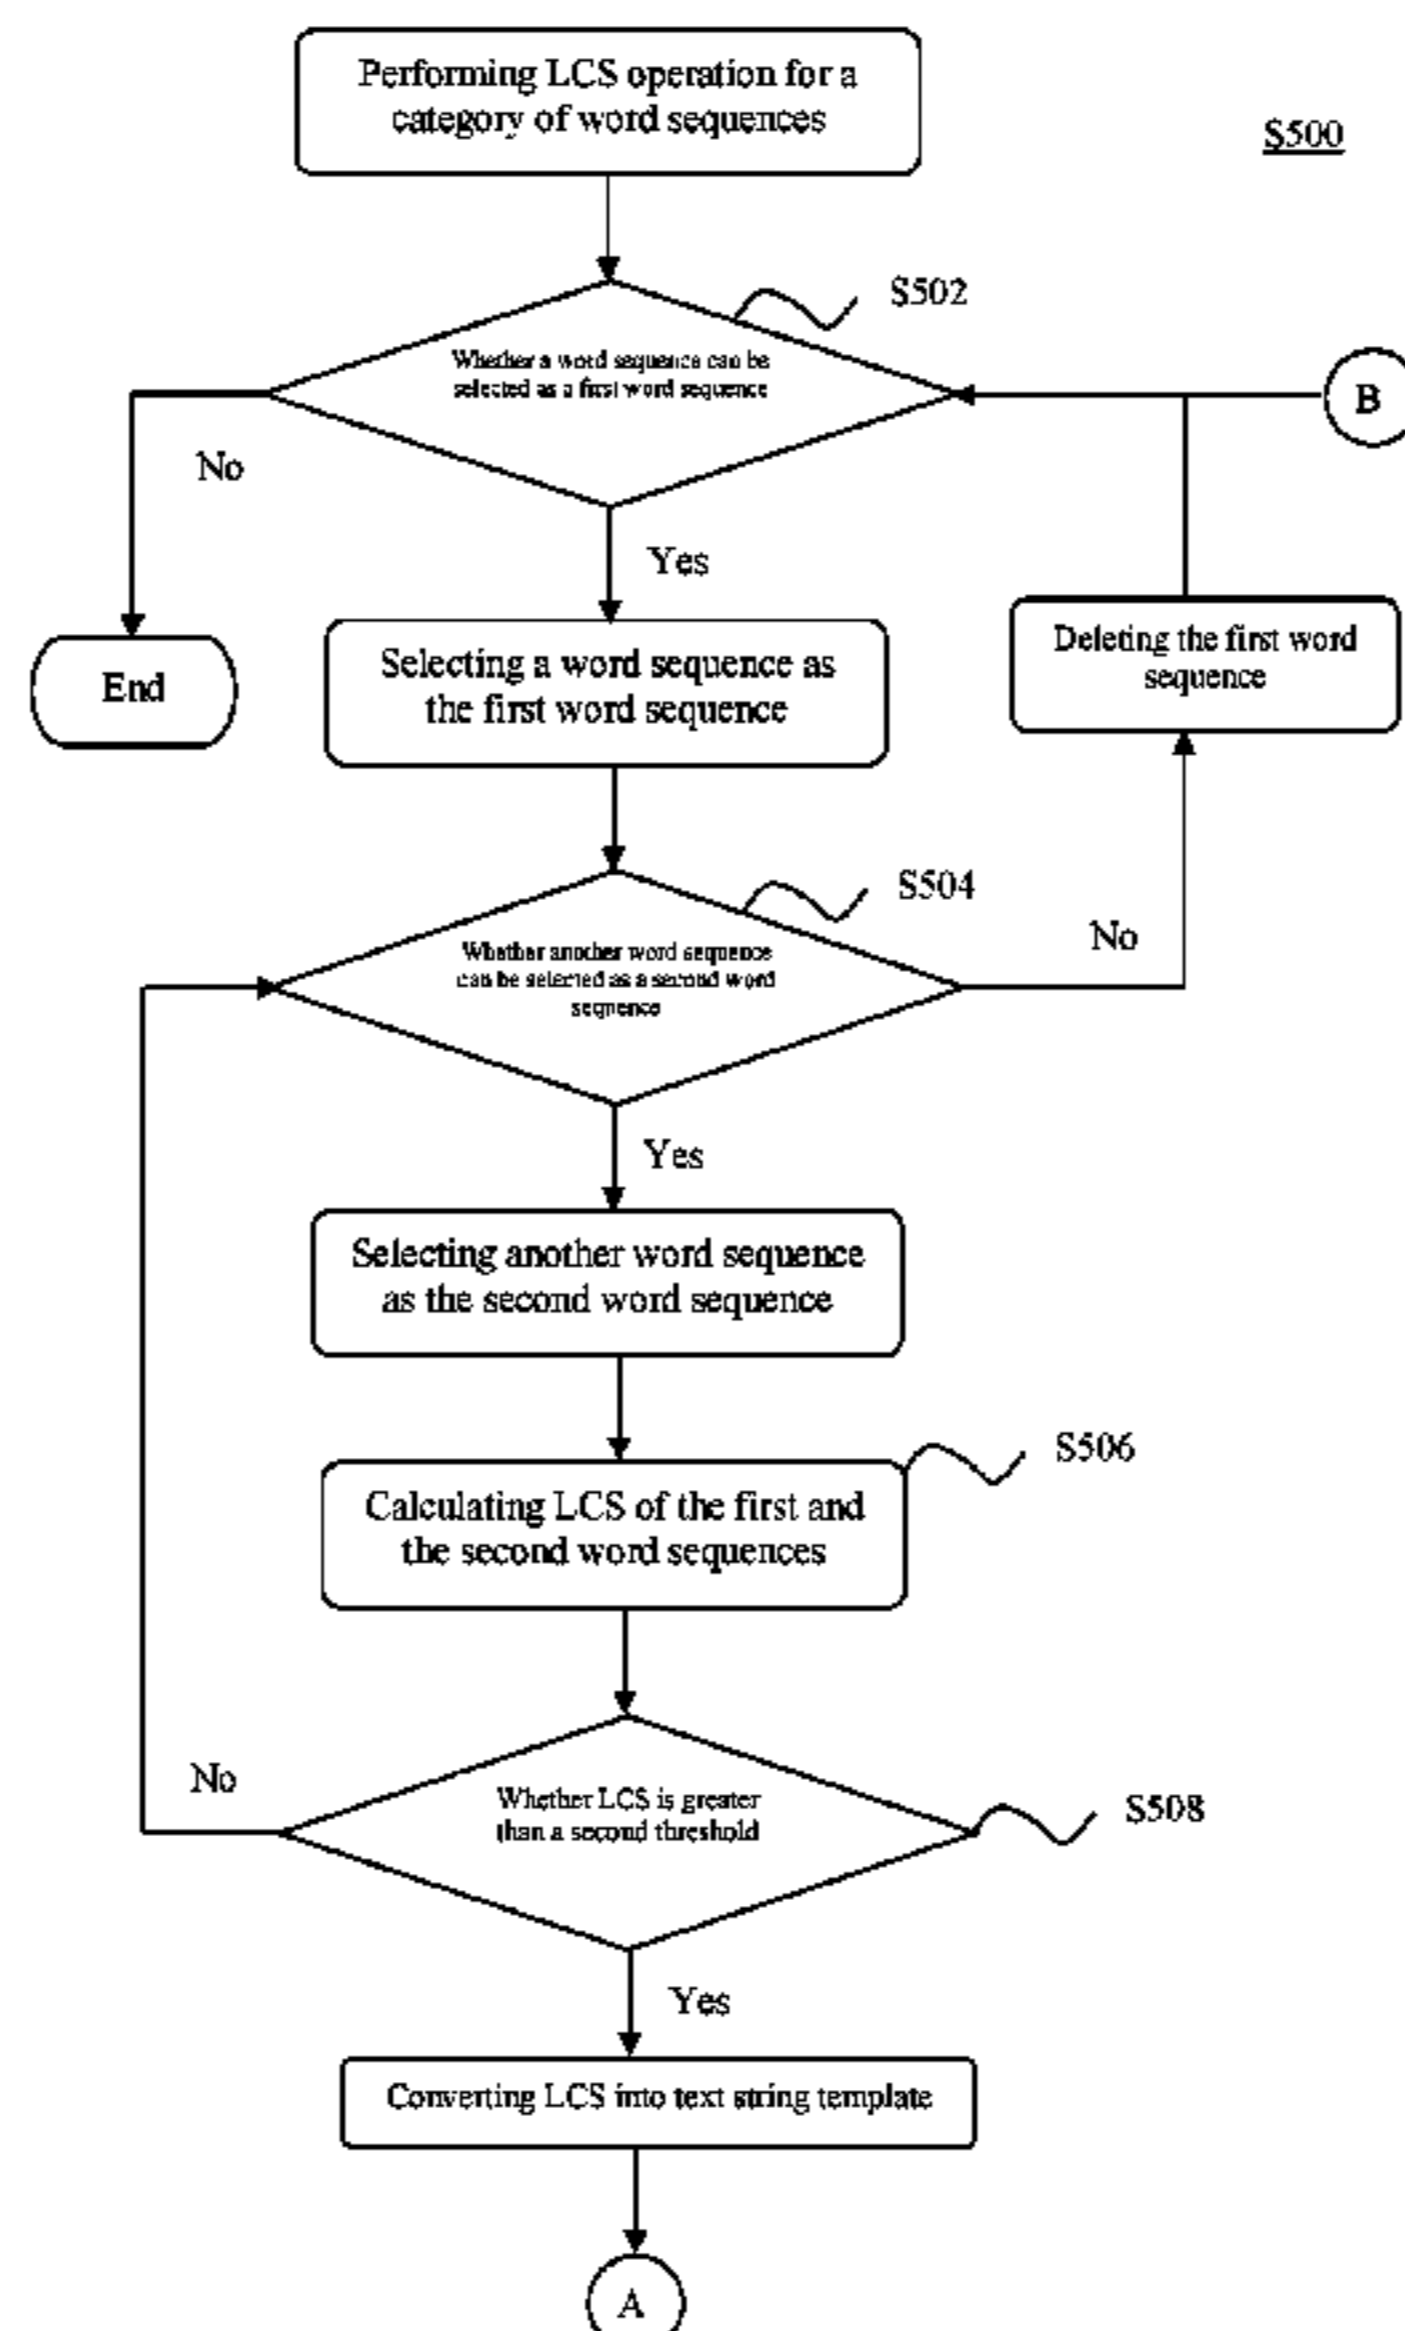 Performing LCS operation for a
category of word sequences
S500
S502
Whether a word sequence can be
selected as a first word sequence
B
No
Yes
End
Selecting a word sequence as
the first word sequence
Deleting the first word
sequence
S504
Whether another word sequence
can be selected as a second word
sequence
No
Yes
Selecting another word sequence
as the second word sequence
S506
Calculating LCS of the first and
the second word sequences
No
Whether LCS is greater
than a second threshold
S508
Yes
Converting LCS into text string template
A